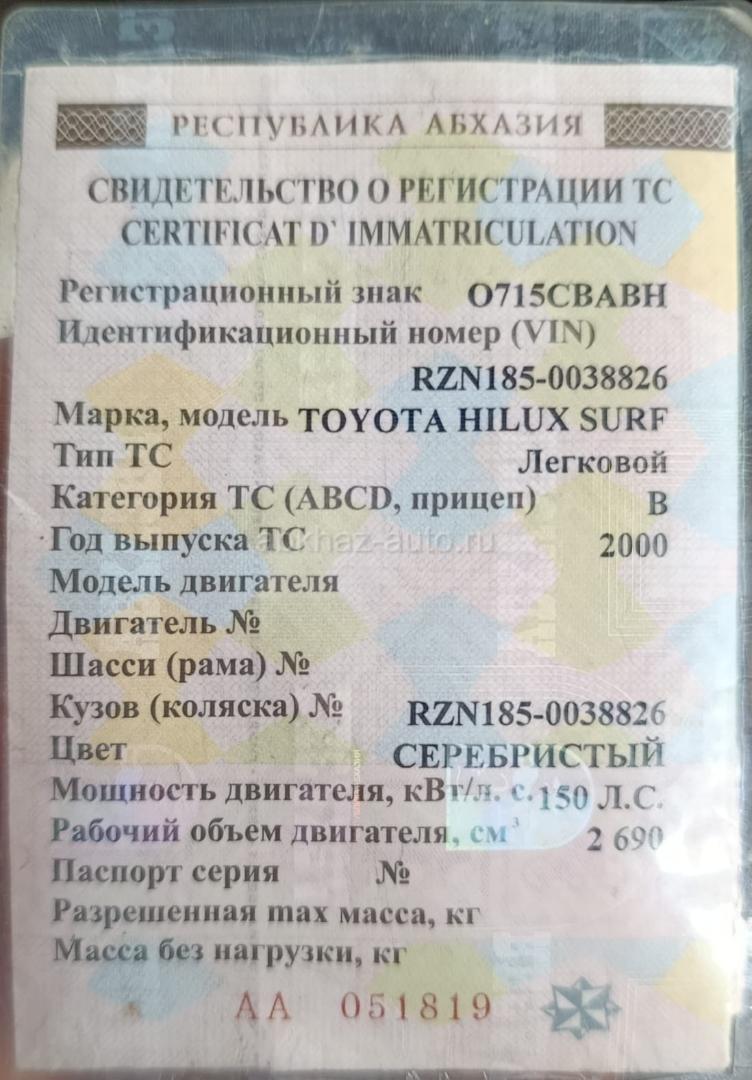 РЕСПУБЛИКА АБХАЗИЯ
СВИДЕТЕЛЬСТВО О РЕГИСТРАЦИИ ТС
CERTIFICAT D` IMMATRICULATION
Регистрационный знак О715СВАВН
Идентификационный номер (VIN)
RZN185-0038826
Марка, модель TOYOTA HILUX SURF
Тип ТС Легковой
Категория ТС (ABCD, прицеп) B
Год выпуска ТС 2000
abkhaz-auto.ru
Модель двигателя
Двигатель №
Шасси (рама) №
Кузов (коляска) № RZN185-0038826
Цвет СЕРЕБРИСТЫЙ
Мощность двигателя, кВт/л. с. 150 Л.С.
Рабочий объем двигателя, см³ 2 690
Паспорт серия №
Разрешенная max масса, кг
Масса без нагрузки, кг
АА 051819